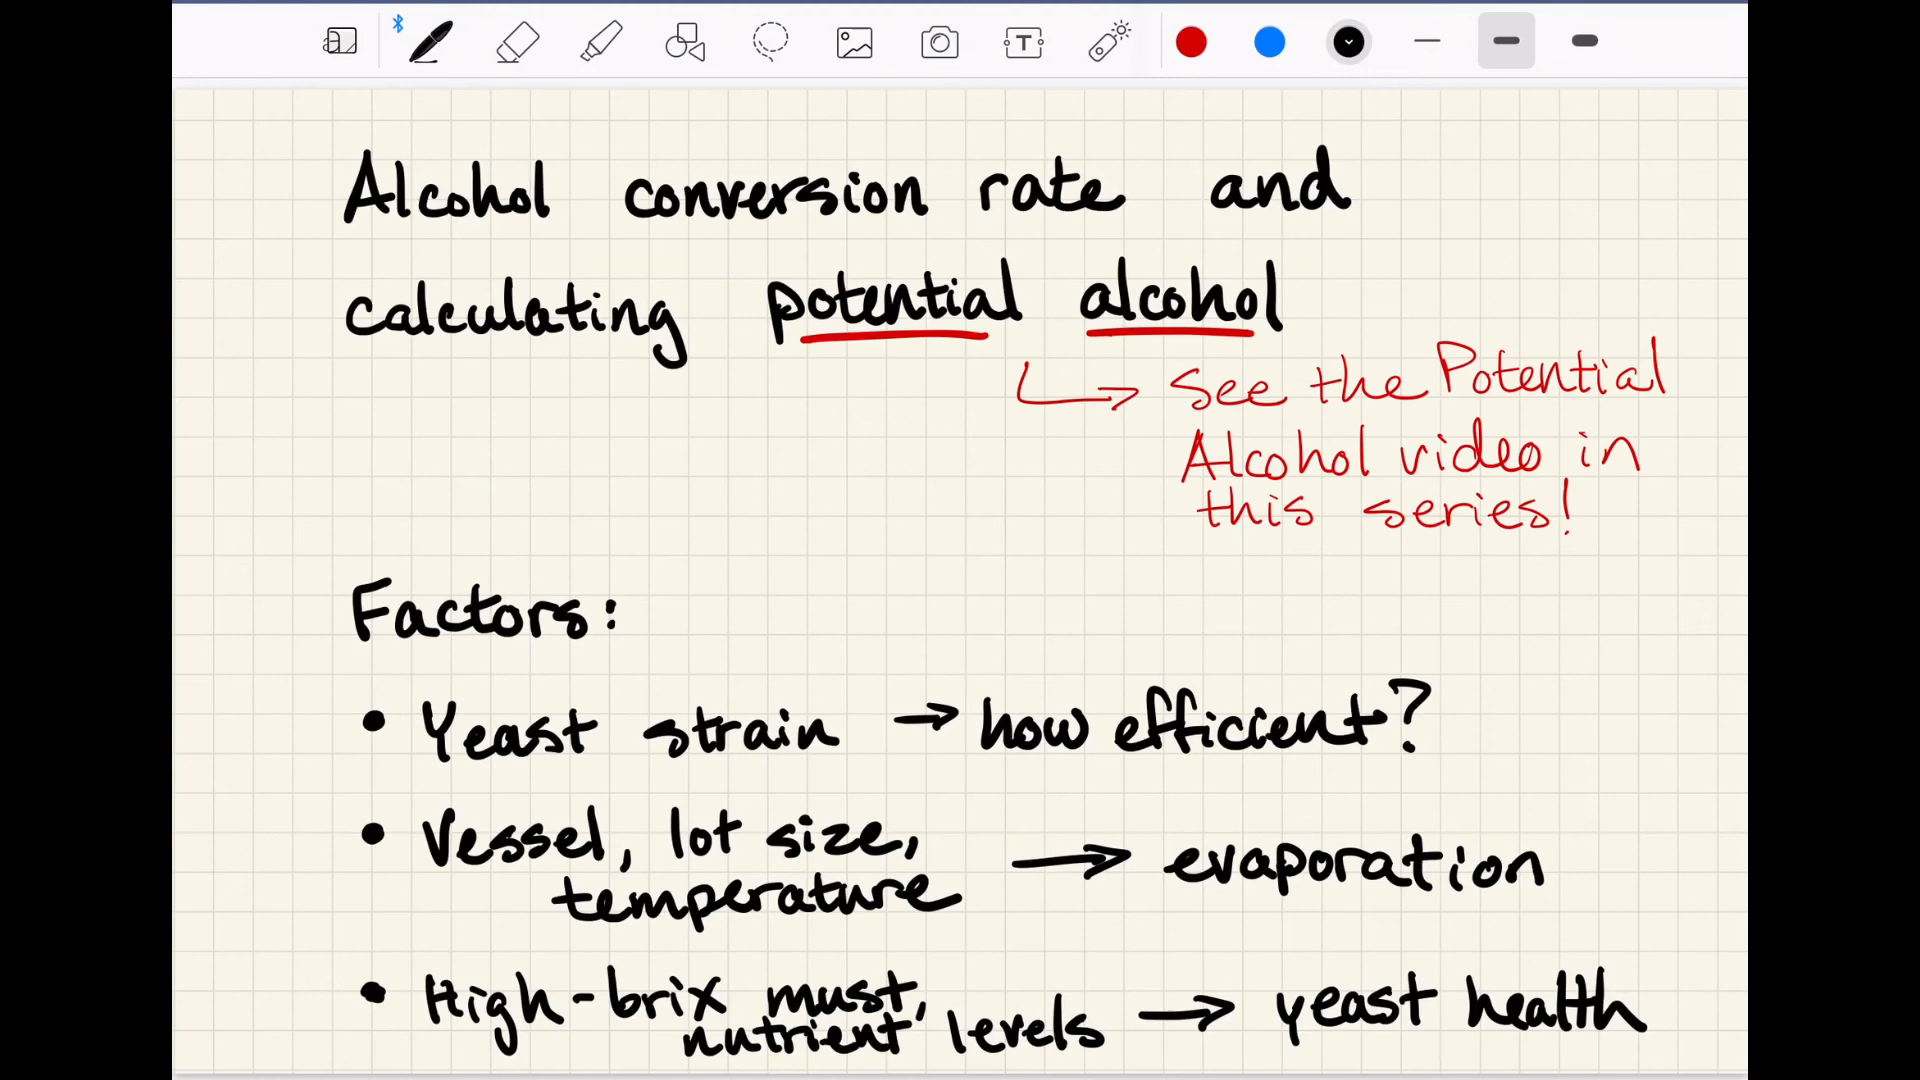 Alcohol conversion rate and
calculating potential alcohol
↳ see the Potential
Alcohol video in
this series!
Factors:
• Yeast strain → how efficient?
• Vessel, lot size,
temperature → evaporation
• High-brix must,
nutrient levels → yeast health